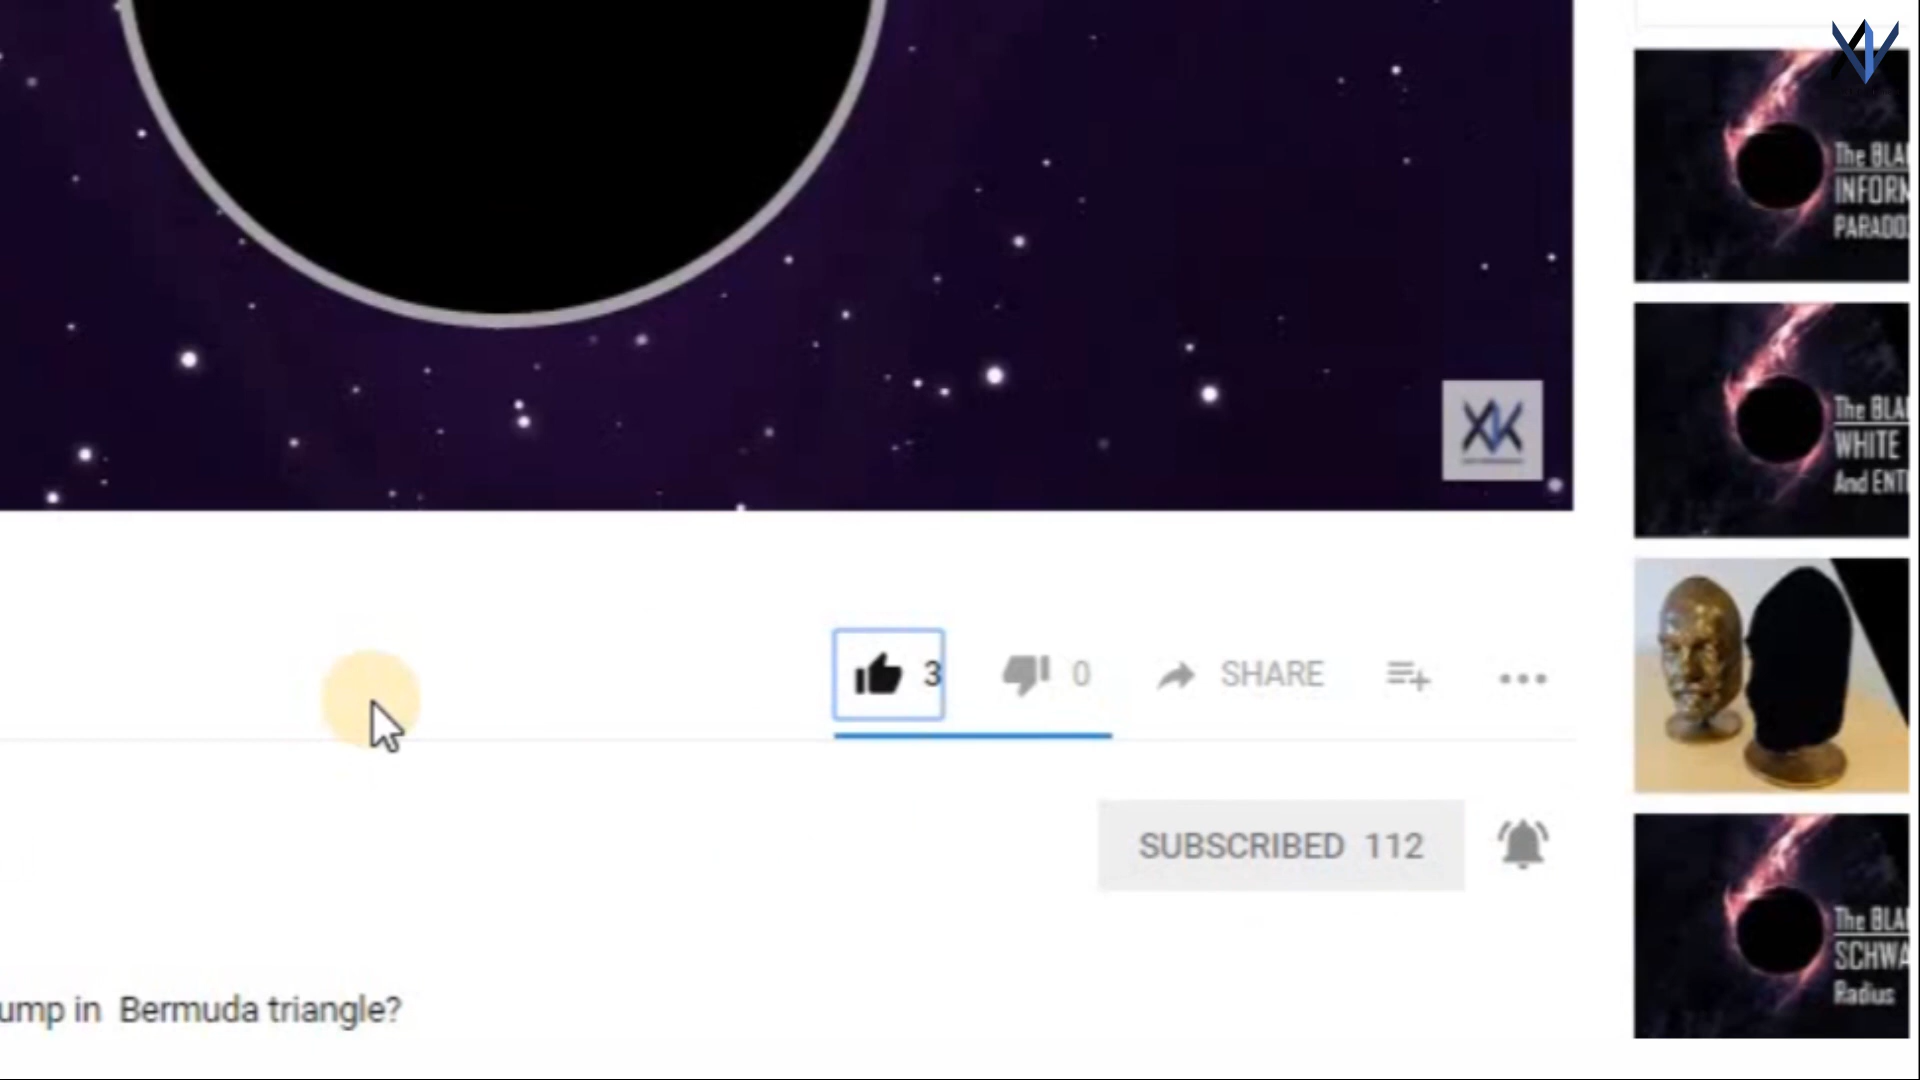 The BLA
INFORM
PARADO
The BLA
WHITE
And ENT
3 0 SHARE
SUBSCRIBED 112
ump in Bermuda triangle?
The BLA
SCHWA
Radius